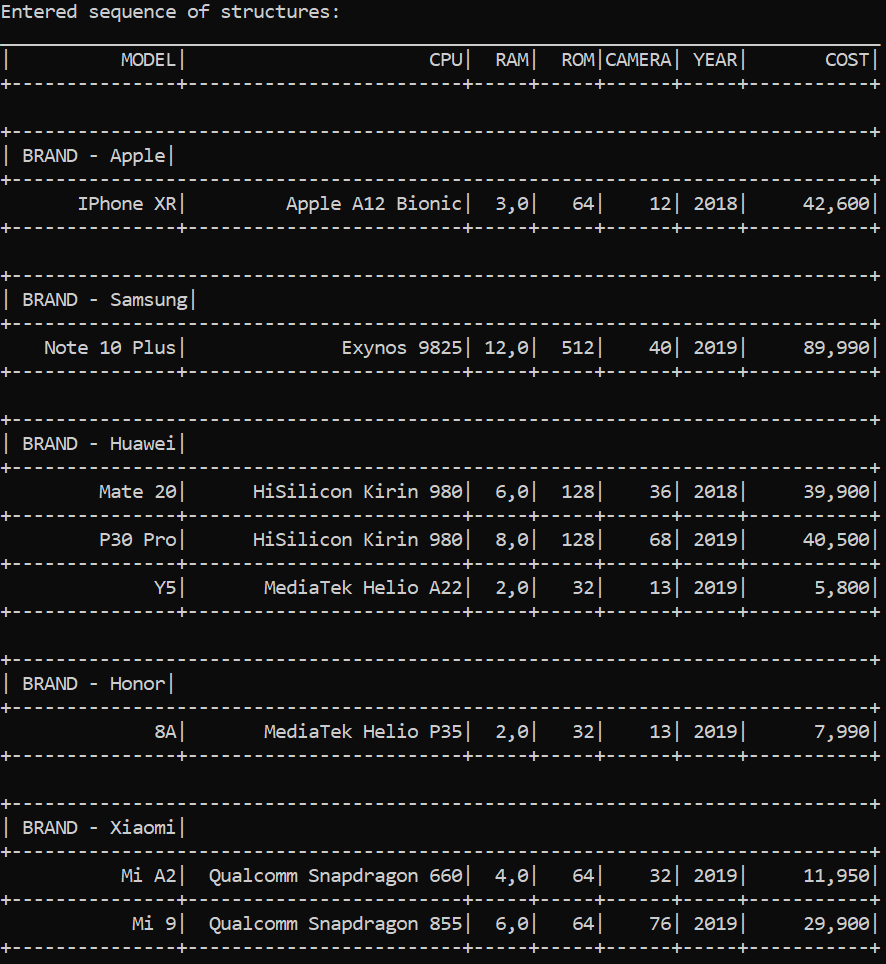 Entered sequence of structures:
| MODEL| CPU| RAM| ROM|CAMERA| YEAR| COST|
| BRAND - Apple|
IPhone XR| Apple A12 Bionic| 3,0| 64| 12| 2018| 42,600|
| BRAND - Samsung|
Note 10 Plus| Exynos 9825| 12,0| 512| 40| 2019| 89,990|
| BRAND - Huawei|
Mate 20| HiSilicon Kirin 980| 6,0| 128| 36| 2018| 39,900|
P30 Pro| HiSilicon Kirin 980| 8,0| 128| 68| 2019| 40,500|
Y5| MediaTek Helio A22| 2,0| 32| 13| 2019| 5,800|
| BRAND - Honor|
8A| MediaTek Helio P35| 2,0| 32| 13| 2019| 7,990|
| BRAND - Xiaomi|
Mi A2| Qualcomm Snapdragon 660| 4,0| 64| 32| 2019| 11,950|
Mi 9| Qualcomm Snapdragon 855| 6,0| 64| 76| 2019| 29,900|